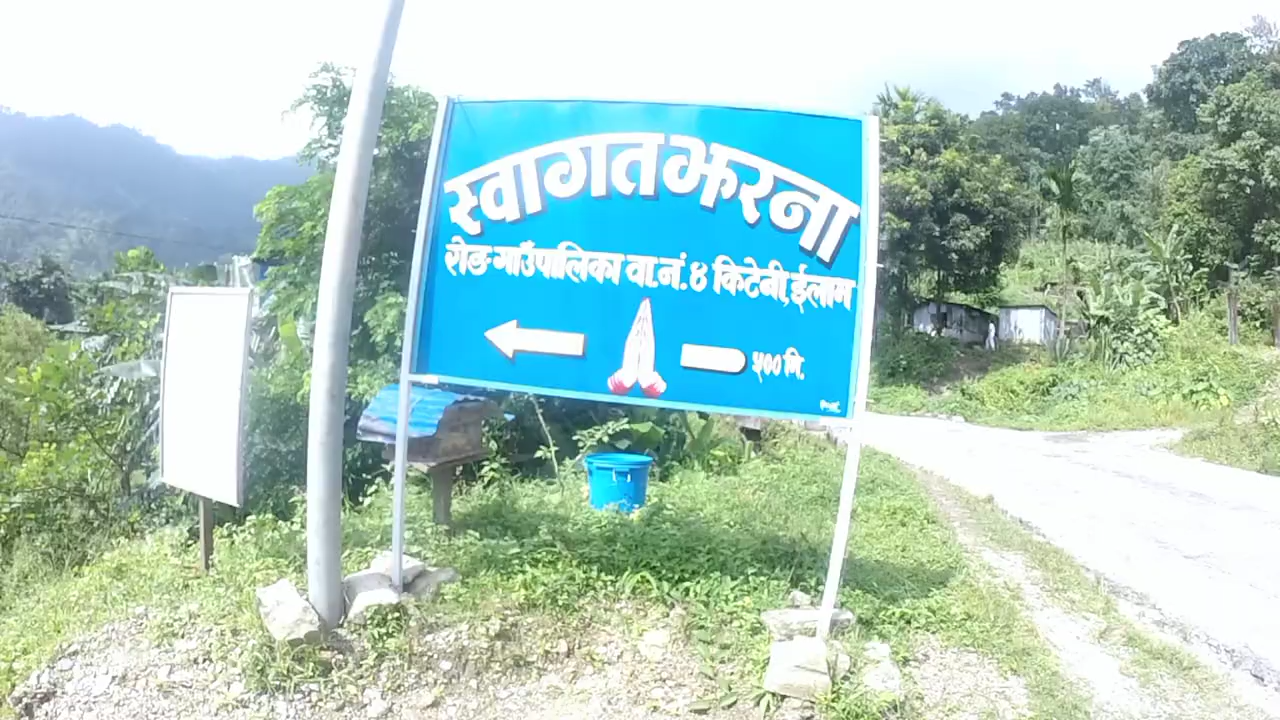 स्वागतझरना
रोङ गाउँपालिका वा.नं.४ किटेनी,ईलाम
५०० मि.